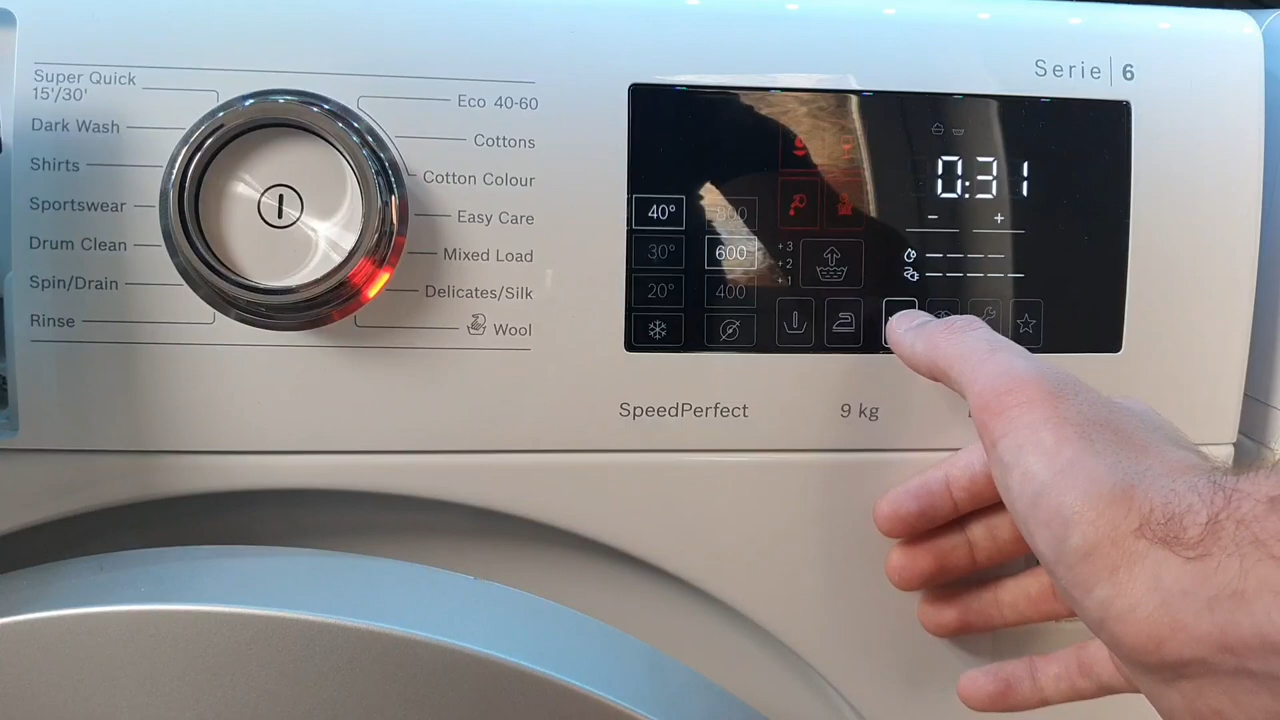 Super Quick
15'/30'
Dark Wash
Shirts
Sportswear
Drum Clean
Spin/Drain
Rinse
Eco 40-60
Cottons
Cotton Colour
Easy Care
Mixed Load
Delicates/Silk
Wool
Serie 6
0:31
− +
40° 800
30° 600
20° 400
+3
+2
+1
SpeedPerfect
9 kg